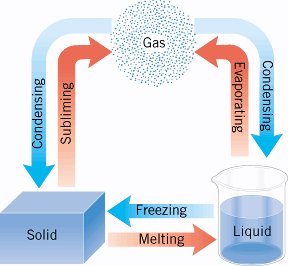 Gas
Condensing
Subliming
Evaporating
Condensing
Solid
Freezing
Melting
Liquid